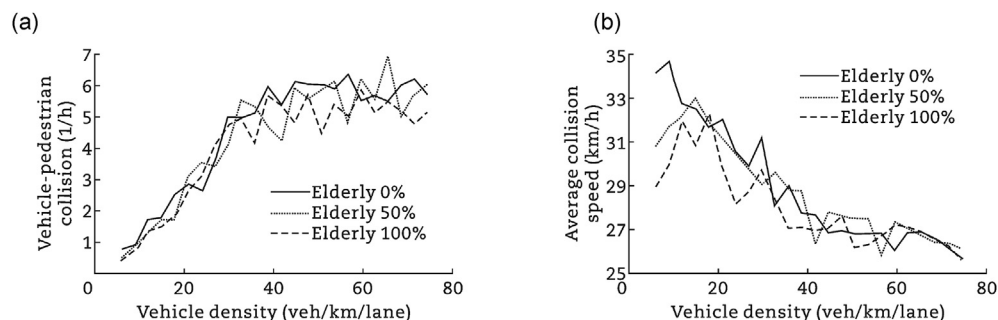 (a)
7
6
5
4
3
2
1
0
20
40
60
80
Vehicle-pedestrian
collision (1/h)
Vehicle density (veh/km/lane)
Elderly 0%
Elderly 50%
Elderly 100%
(b)
35
33
31
29
27
25
0
20
40
60
80
Average collision
speed (km/h)
Vehicle density (veh/km/lane)
Elderly 0%
Elderly 50%
Elderly 100%